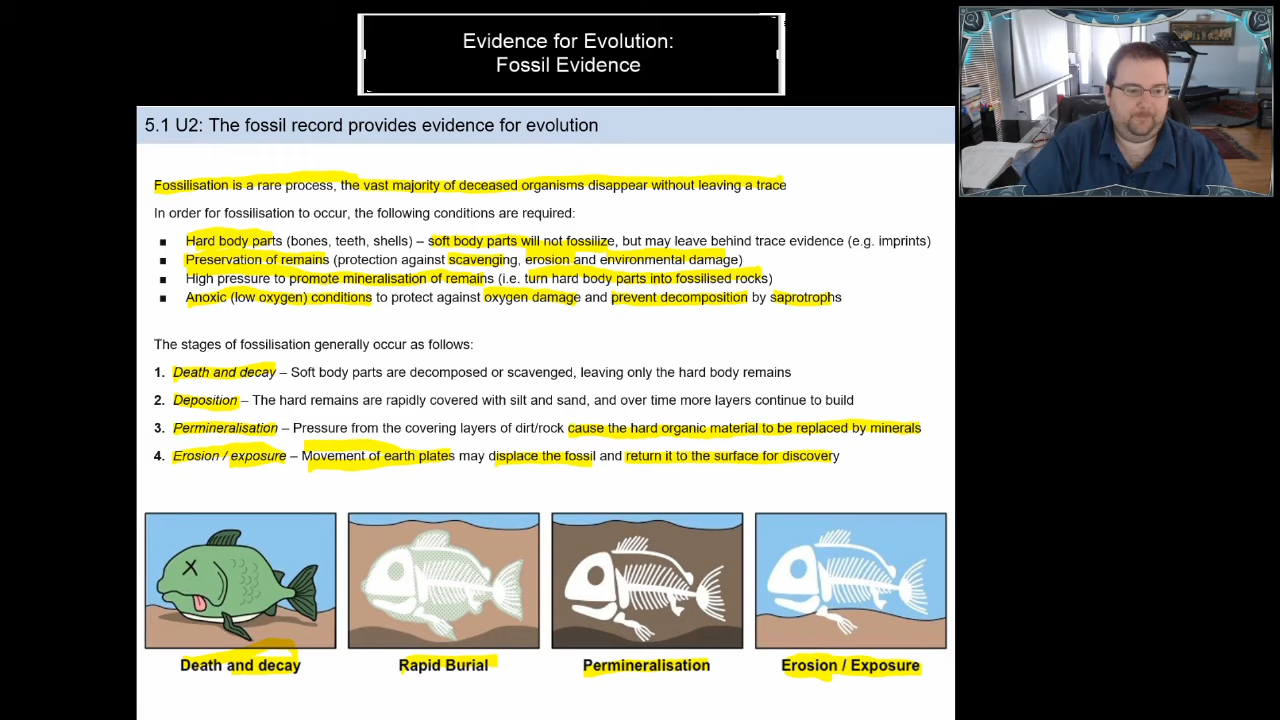 Evidence for Evolution:
Fossil Evidence
5.1 U2: The fossil record provides evidence for evolution
Fossilisation is a rare process, the vast majority of deceased organisms disappear without leaving a trace
In order for fossilisation to occur, the following conditions are required:
▪ Hard body parts (bones, teeth, shells) – soft body parts will not fossilize, but may leave behind trace evidence (e.g. imprints)
▪ Preservation of remains (protection against scavenging, erosion and environmental damage)
▪ High pressure to promote mineralisation of remains (i.e. turn hard body parts into fossilised rocks)
▪ Anoxic (low oxygen) conditions to protect against oxygen damage and prevent decomposition by saprotrophs
The stages of fossilisation generally occur as follows:
1. Death and decay – Soft body parts are decomposed or scavenged, leaving only the hard body remains
2. Deposition – The hard remains are rapidly covered with silt and sand, and over time more layers continue to build
3. Permineralisation – Pressure from the covering layers of dirt/rock cause the hard organic material to be replaced by minerals
4. Erosion / exposure – Movement of earth plates may displace the fossil and return it to the surface for discovery
Death and decay
Rapid Burial
Permineralisation
Erosion / Exposure